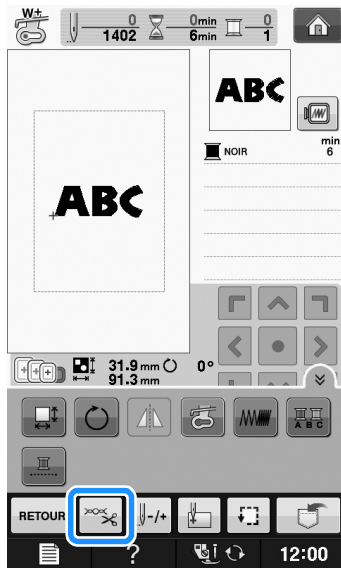 W+
0 0min 0
1402 6min 1
ABC
ABC
min
NOIR 6
31.9 mm 0°
91.3 mm
A B C
RETOUR -/+
? 12:00